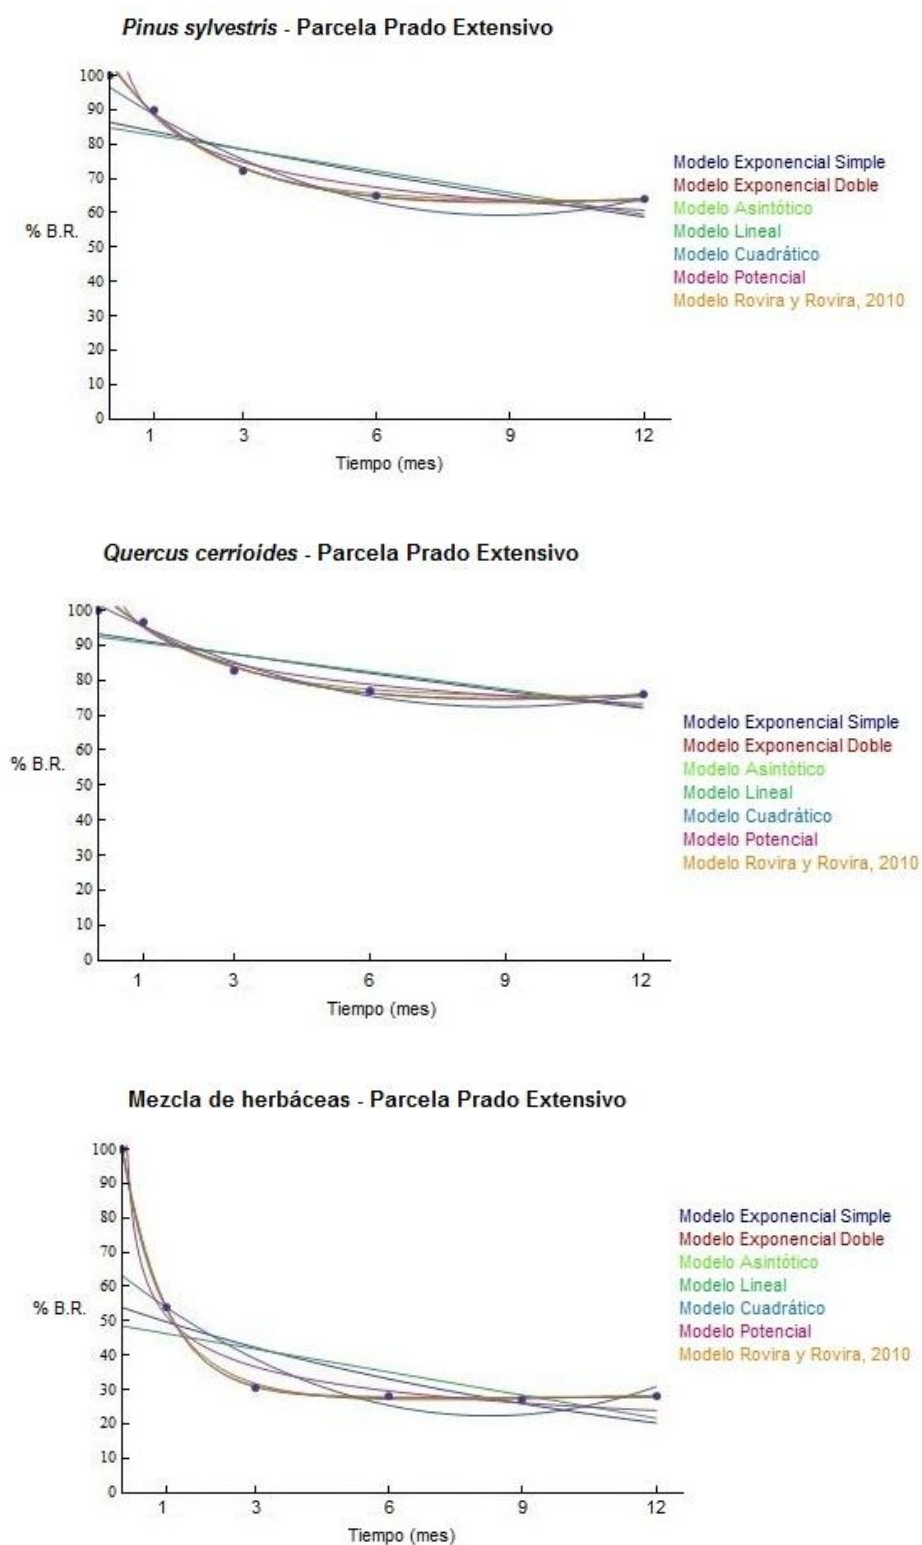 Pinus sylvestris - Parcela Prado Extensivo
100
90
80
70
60
50
40
30
20
10
0
% B.R.
1 3 6 9 12
Tiempo (mes)
Modelo Exponencial Simple
Modelo Exponencial Doble
Modelo Asintótico
Modelo Lineal
Modelo Cuadrático
Modelo Potencial
Modelo Rovira y Rovira, 2010
Quercus cerrioides - Parcela Prado Extensivo
100
90
80
70
60
50
40
30
20
10
0
% B.R.
1 3 6 9 12
Tiempo (mes)
Modelo Exponencial Simple
Modelo Exponencial Doble
Modelo Asintótico
Modelo Lineal
Modelo Cuadrático
Modelo Potencial
Modelo Rovira y Rovira, 2010
Mezcla de herbáceas - Parcela Prado Extensivo
100
90
80
70
60
50
40
30
20
10
0
% B.R.
1 3 6 9 12
Tiempo (mes)
Modelo Exponencial Simple
Modelo Exponencial Doble
Modelo Asintótico
Modelo Lineal
Modelo Cuadrático
Modelo Potencial
Modelo Rovira y Rovira, 2010